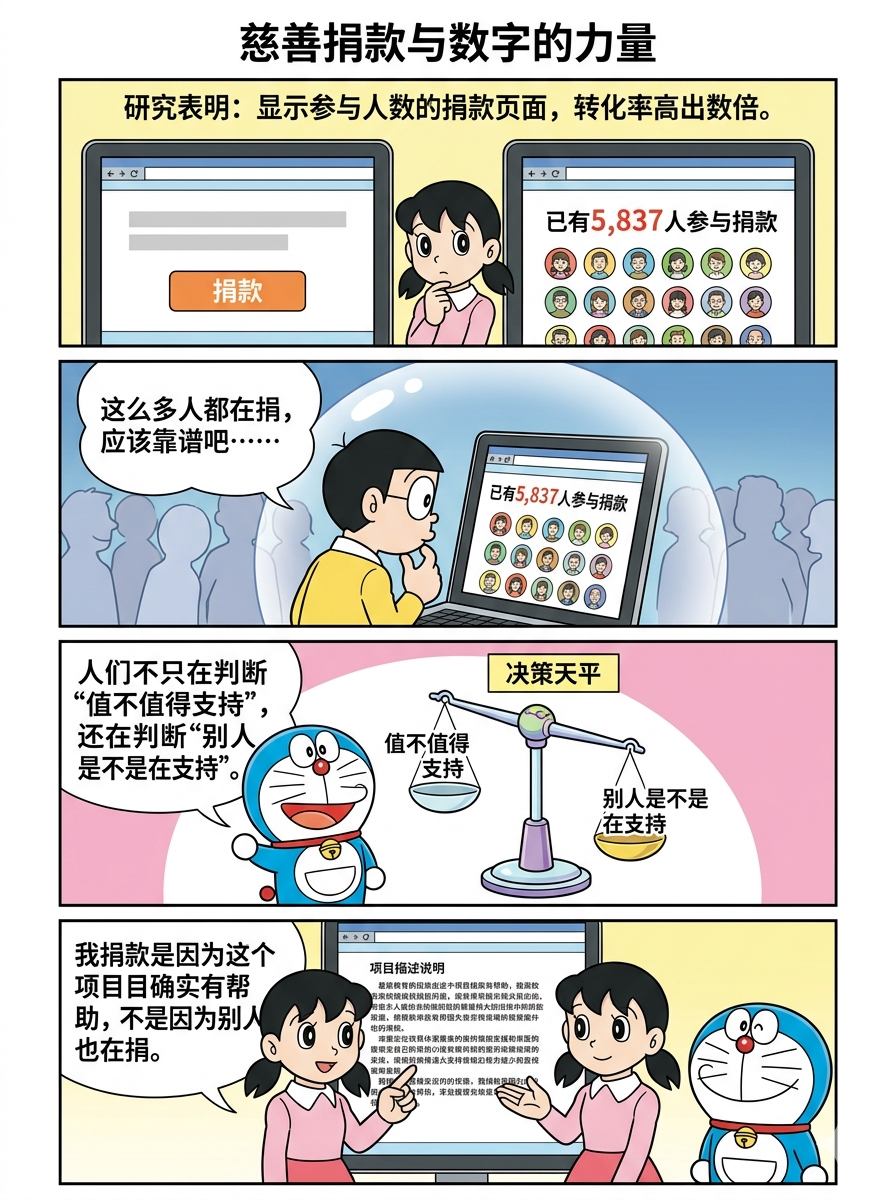 慈善捐款与数字的力量
研究表明：显示参与人数的捐款页面，转化率高出数倍。
捐款
已有5,837人参与捐款
这么多人都在捐，
应该靠谱吧……
已有5,837人参与捐款
人们不只在判断
“值不值得支持”，
还在判断“别人
是不是在支持”。
决策天平
值不值得
支持
别人是不是
在支持
我捐款是因为这个
项目目确实有帮
助，不是因为别人
也在捐。
项目描述说明